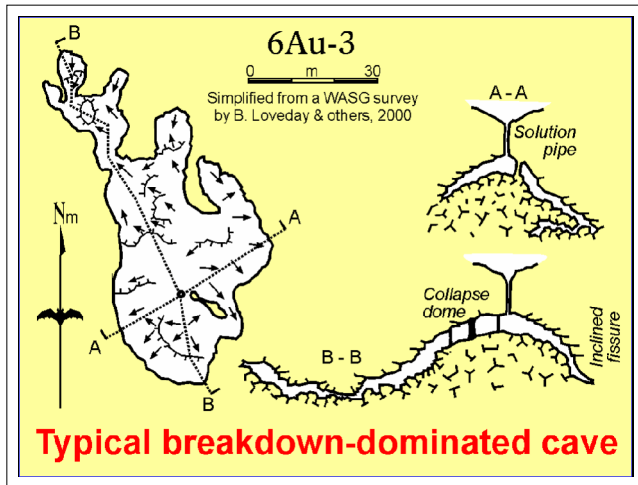 6Au-3
0 m 30
Simplified from a WASG survey
by B. Loveday & others, 2000
B
A
A
B
Nm
A - A
Solution
pipe
B - B
Collapse
dome
Inclined
fissure
Typical breakdown-dominated cave